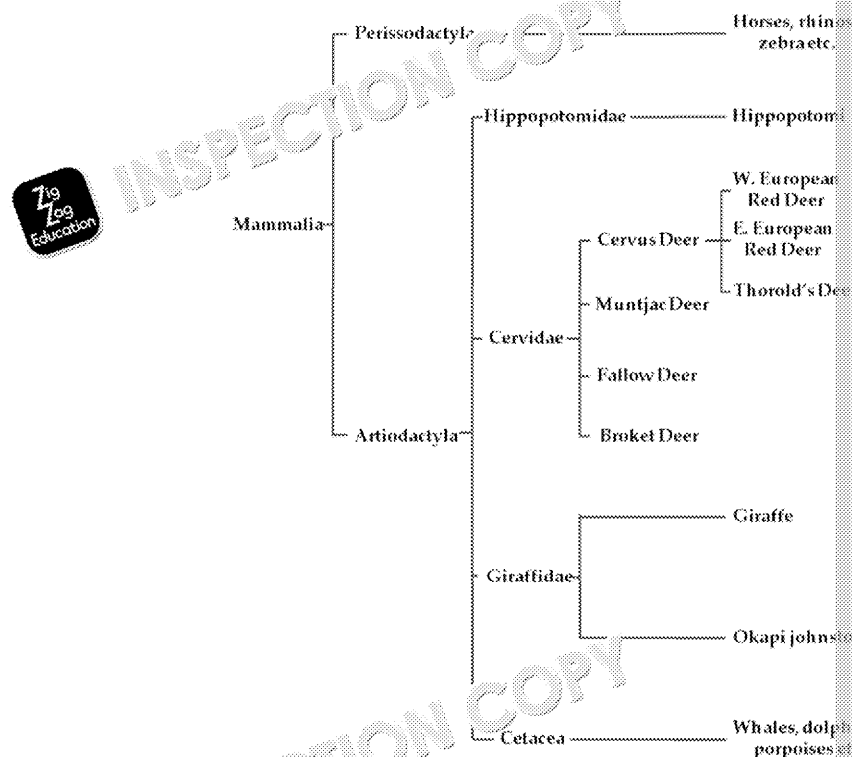 Perissodactyla
Horses, rhinos
zebra etc.
INSPECTION COPY
Hippopotomidae
Hippopotomi
Zig
Zag
Education
W. European
Red Deer
Mammalia
Cervus Deer
E. European
Red Deer
Thorold's Dee
Muntjac Deer
Cervidae
Fallow Deer
Artiodactyla
Broket Deer
Giraffe
Giraffidae
Okapi johnsto
COPY
Cetacea
Whales, dolph
porpoises et